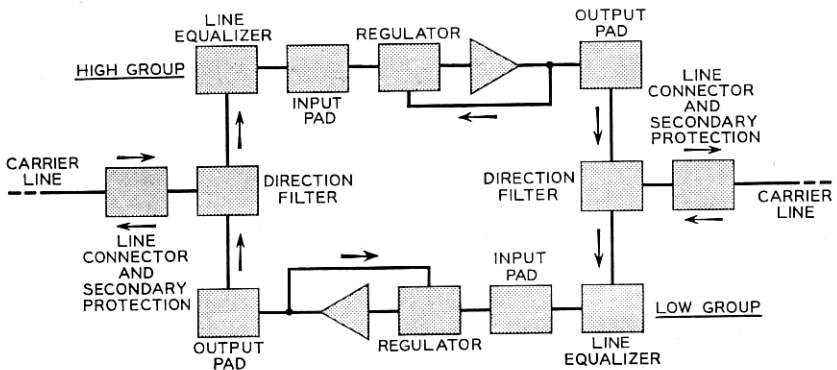 LINE
EQUALIZER
REGULATOR
OUTPUT
PAD
HIGH GROUP
INPUT
PAD
LINE
CONNECTOR
AND
SECONDARY
PROTECTION
CARRIER
LINE
DIRECTION
FILTER
DIRECTION
FILTER
CARRIER
LINE
LINE
CONNECTOR
AND
SECONDARY
PROTECTION
INPUT
PAD
LOW GROUP
OUTPUT
PAD
REGULATOR
LINE
EQUALIZER